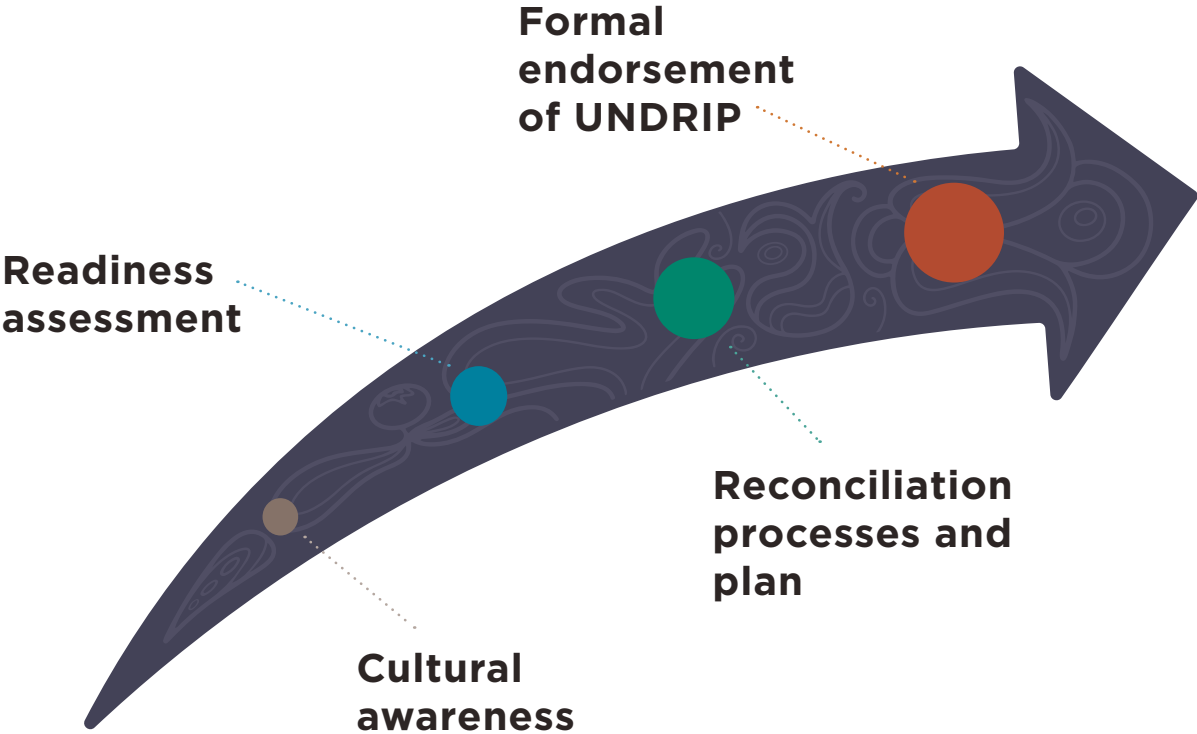 Formal
endorsement
of UNDRIP
Readiness
assessment
Reconciliation
processes and
plan
Cultural
awareness